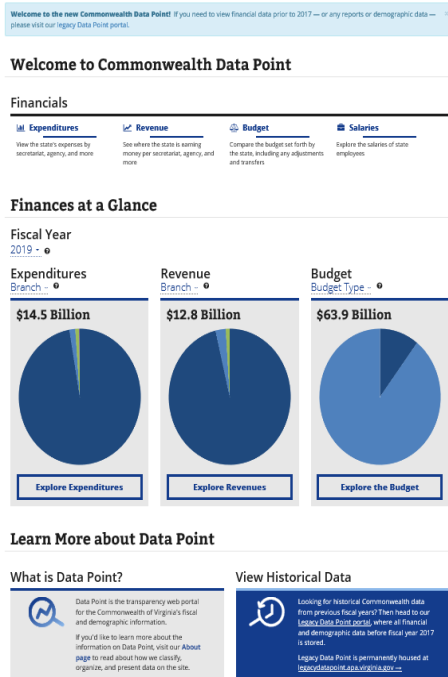 Welcome to the new Commonwealth Data Point! If you need to view financial data prior to 2017 — or any reports or demographic data —
please visit our legacy Data Point portal.
Welcome to Commonwealth Data Point
Financials
Expenditures
View the state's expenses by
secretariat, agency, and more
Revenue
See where the state is earning
money per secretariat, agency, and
more
Budget
Compare the budget set forth by
the state, including any adjustments
and transfers
Salaries
Explore the salaries of state
employees
Finances at a Glance
Fiscal Year
2019 -
Expenditures
Branch -
$14.5 Billion
Explore Expenditures
Revenue
Branch -
$12.8 Billion
Explore Revenues
Budget
Budget Type -
$63.9 Billion
Explore the Budget
Learn More about Data Point
What is Data Point?
Data Point is the transparency web portal
for the Commonwealth of Virginia's fiscal
and demographic information.
If you'd like to learn more about the
information on Data Point, visit our About
page to read about how we classify,
organize, and present data on the site.
View Historical Data
Looking for historical Commonwealth data
from previous fiscal years? Then head to our
Legacy Data Point portal, where all financial
and demographic data before fiscal year 2017
is stored.
Legacy Data Point is permanently housed at
legacydatapoint.apa.virginia.gov →